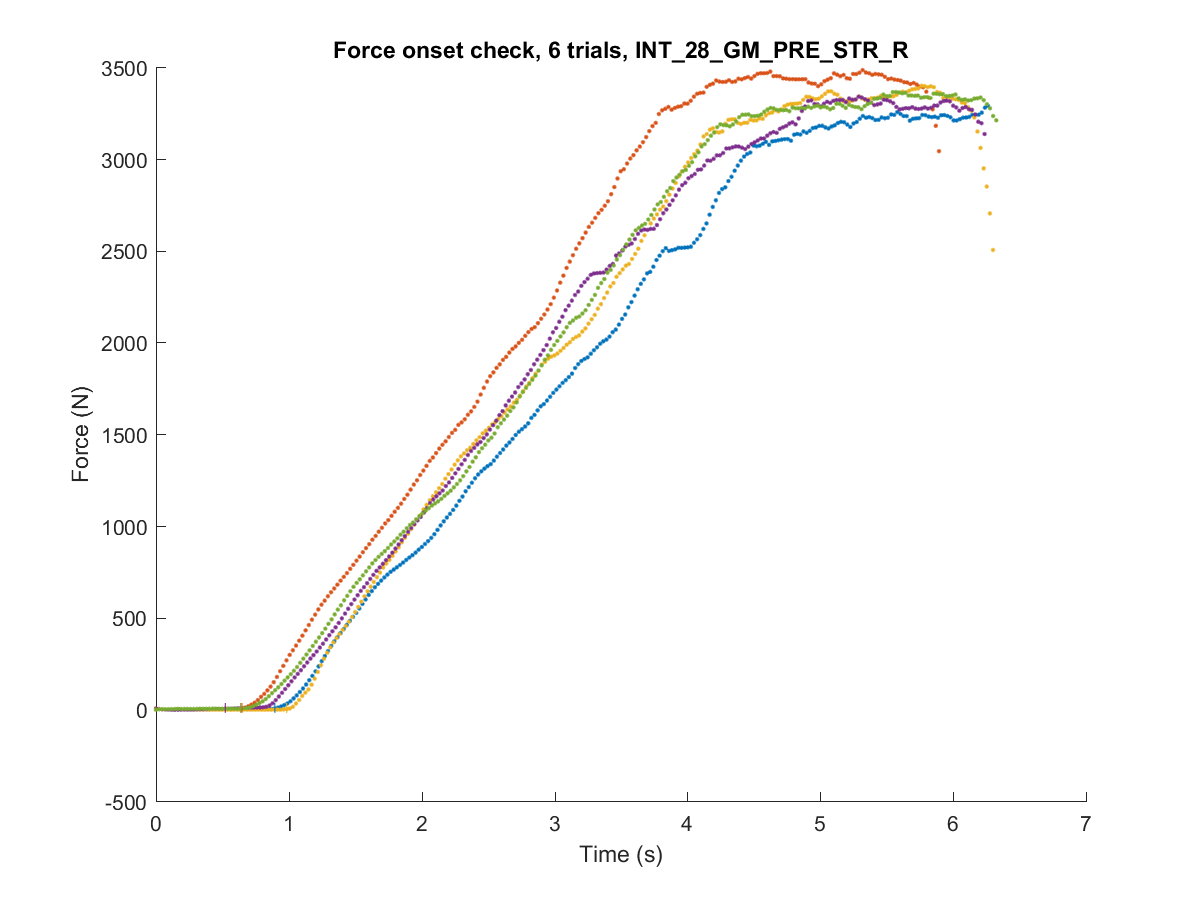 Force onset check, 6 trials, INT_28_GM_PRE_STR_R
3500
3000
2500
2000
1500
1000
500
0
-500
Force (N)
0 1 2 3 4 5 6 7
Time (s)